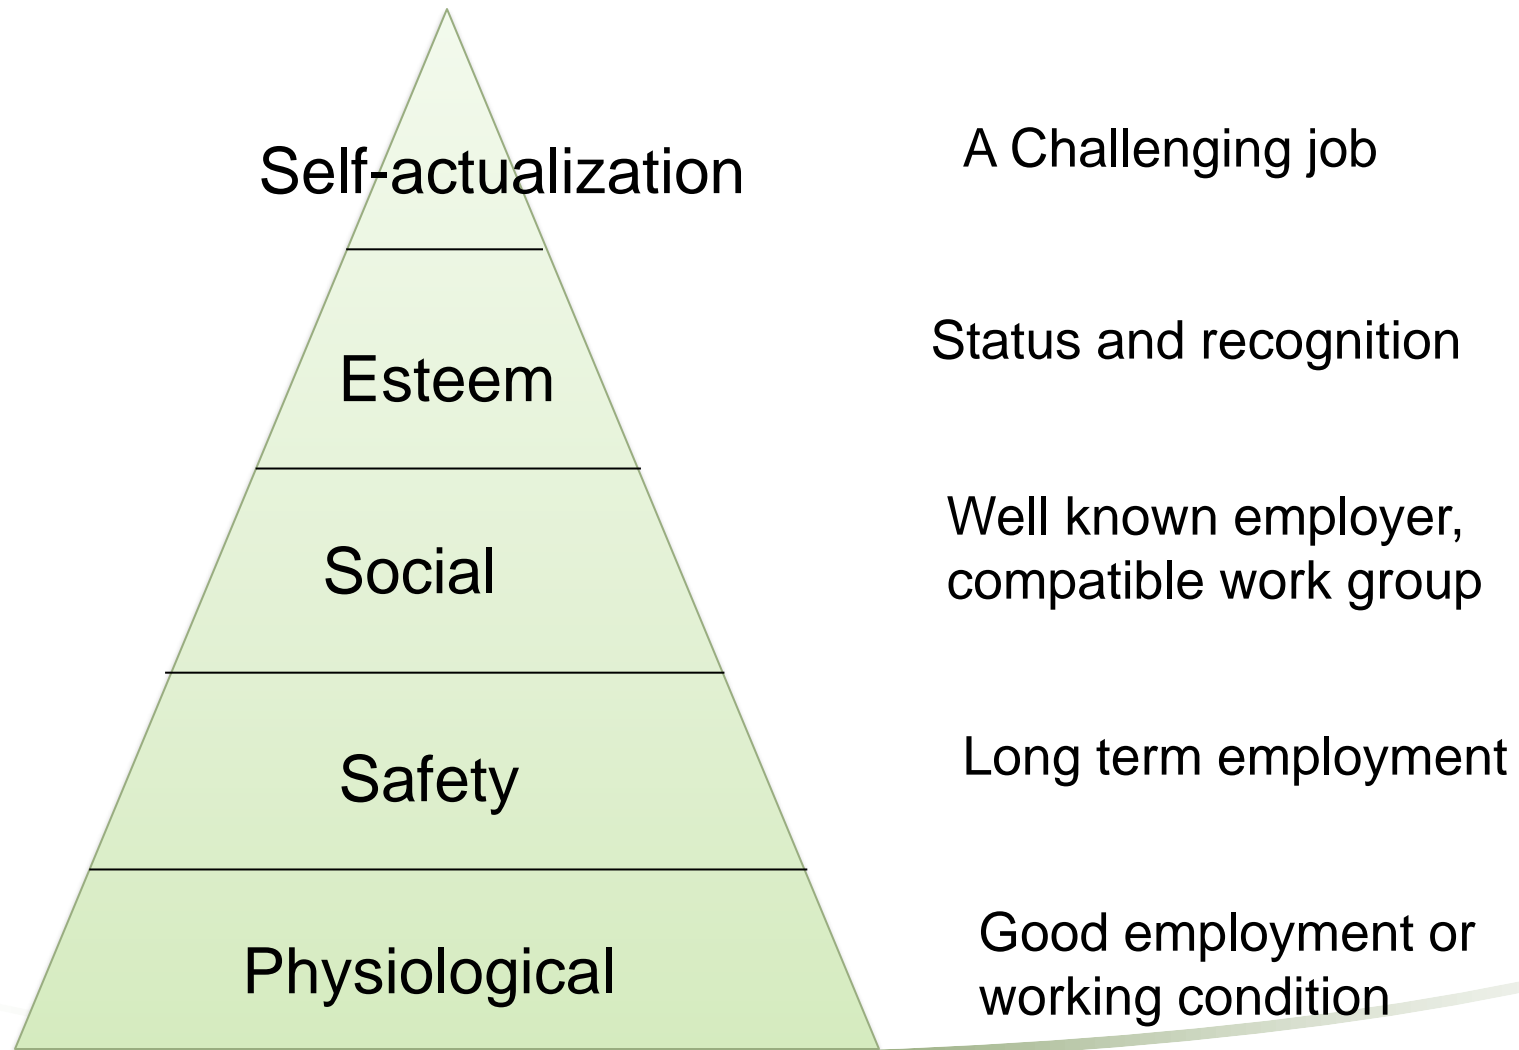 Self-actualization
A Challenging job
Esteem
Status and recognition
Social
Well known employer,
compatible work group
Safety
Long term employment
Physiological
Good employment or
working condition